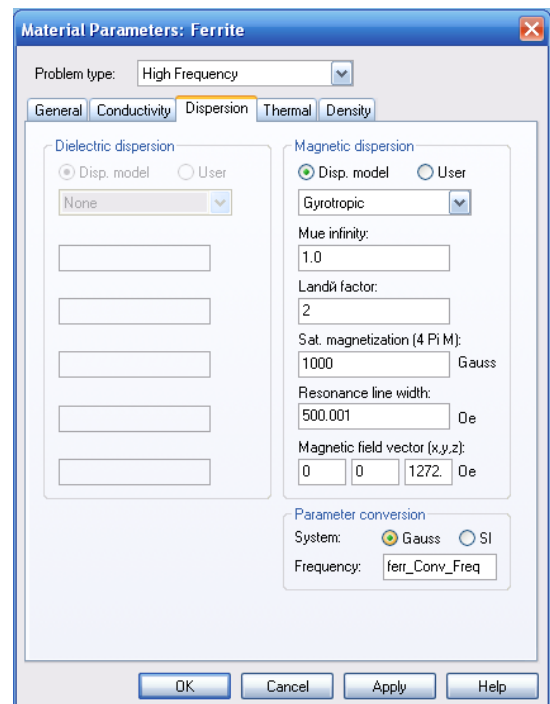 Material Parameters: Ferrite
Problem type: High Frequency
General Conductivity Dispersion Thermal Density
Dielectric dispersion
Disp. model User
None
Magnetic dispersion
Disp. model User
Gyrotropic
Mue infinity:
1.0
Landй factor:
2
Sat. magnetization (4 Pi M):
1000 Gauss
Resonance line width:
500.001 Oe
Magnetic field vector (x,y,z):
0 0 1272. Oe
Parameter conversion
System: Gauss SI
Frequency: ferr_Conv_Freq
OK Cancel Apply Help